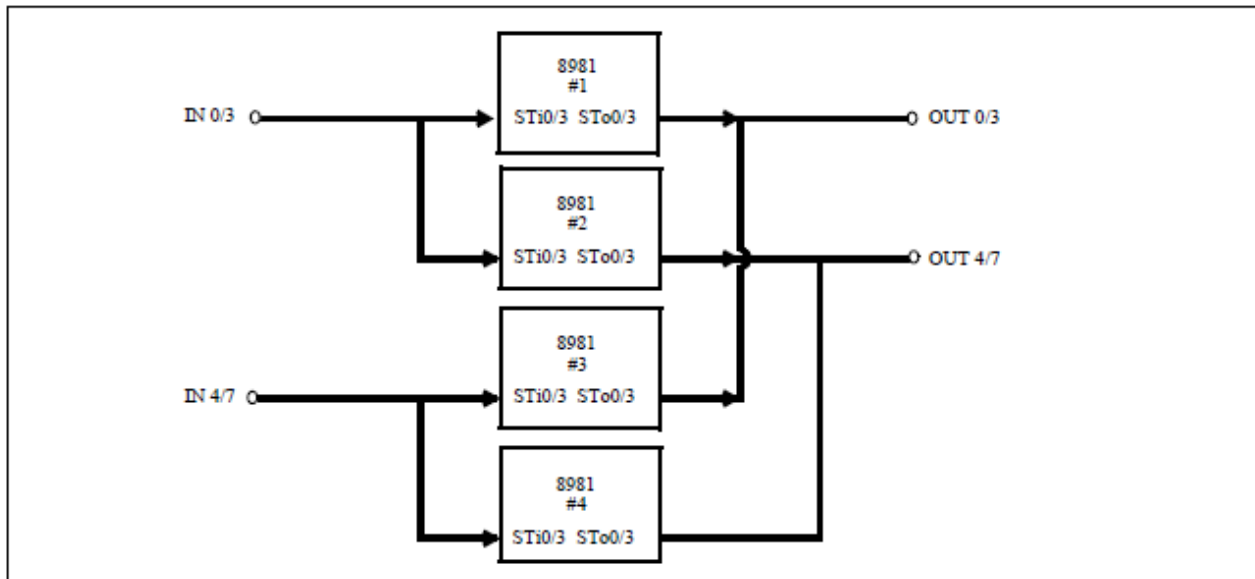 8981
#1
IN 0/3
STi0/3 STo0/3
OUT 0/3
8981
#2
STi0/3 STo0/3
OUT 4/7
8981
#3
IN 4/7
STi0/3 STo0/3
8981
#4
STi0/3 STo0/3